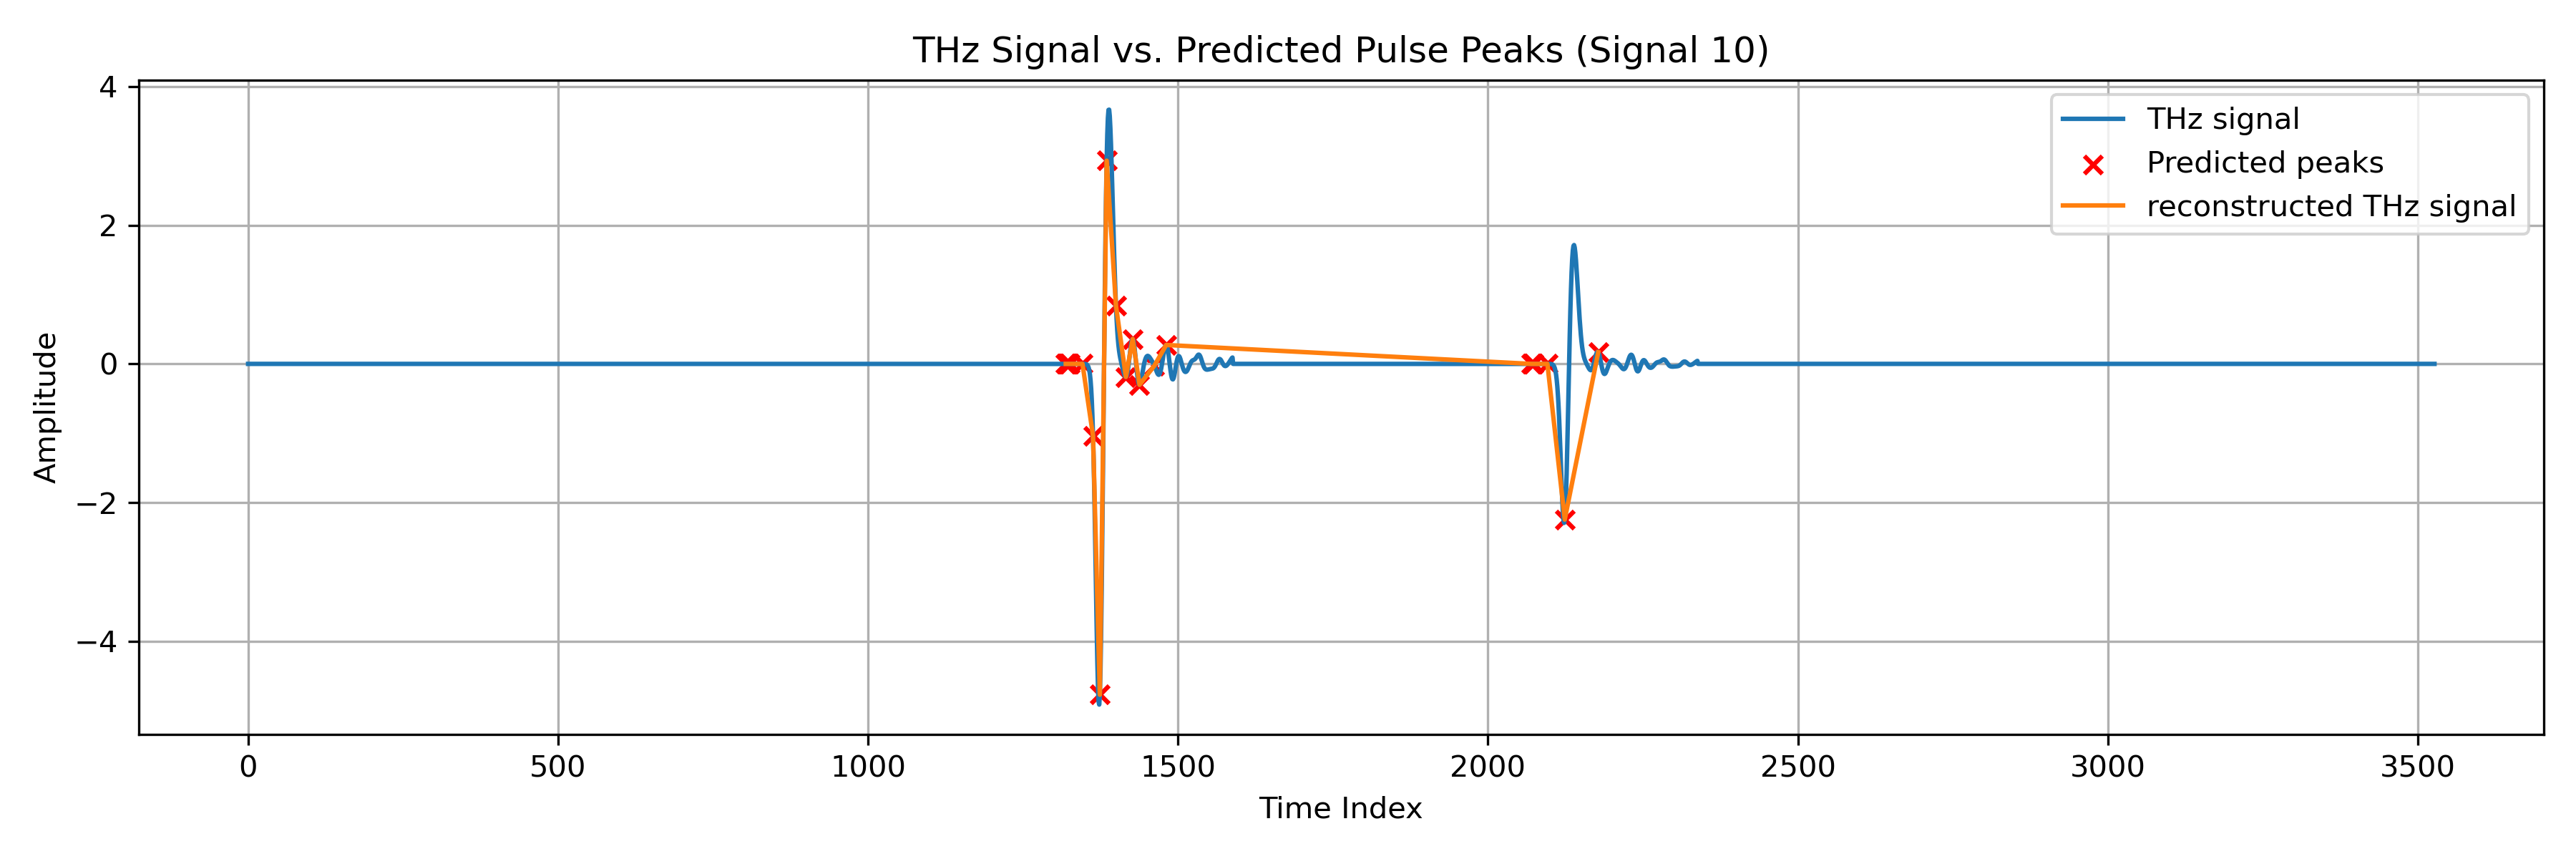 THz Signal vs. Predicted Pulse Peaks (Signal 10)
THz signal
Predicted peaks
reconstructed THz signal
Amplitude
4
2
0
−2
−4
0 500 1000 1500 2000 2500 3000 3500
Time Index